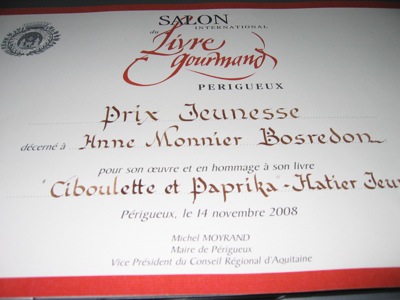 SALON
du INTERNATIONAL
Livre
gourmand
PERIGUEUX
Prix Jeunesse
décerné à Anne Monnier Bosredon
pour son œuvre et en hommage à son livre
"Ciboulette et Paprika"-Hatier Jeu
Périgueux, le 14 novembre 2008
Michel MOYRAND
Maire de Périgueux
Vice Président du Conseil Régional d'Aquitaine